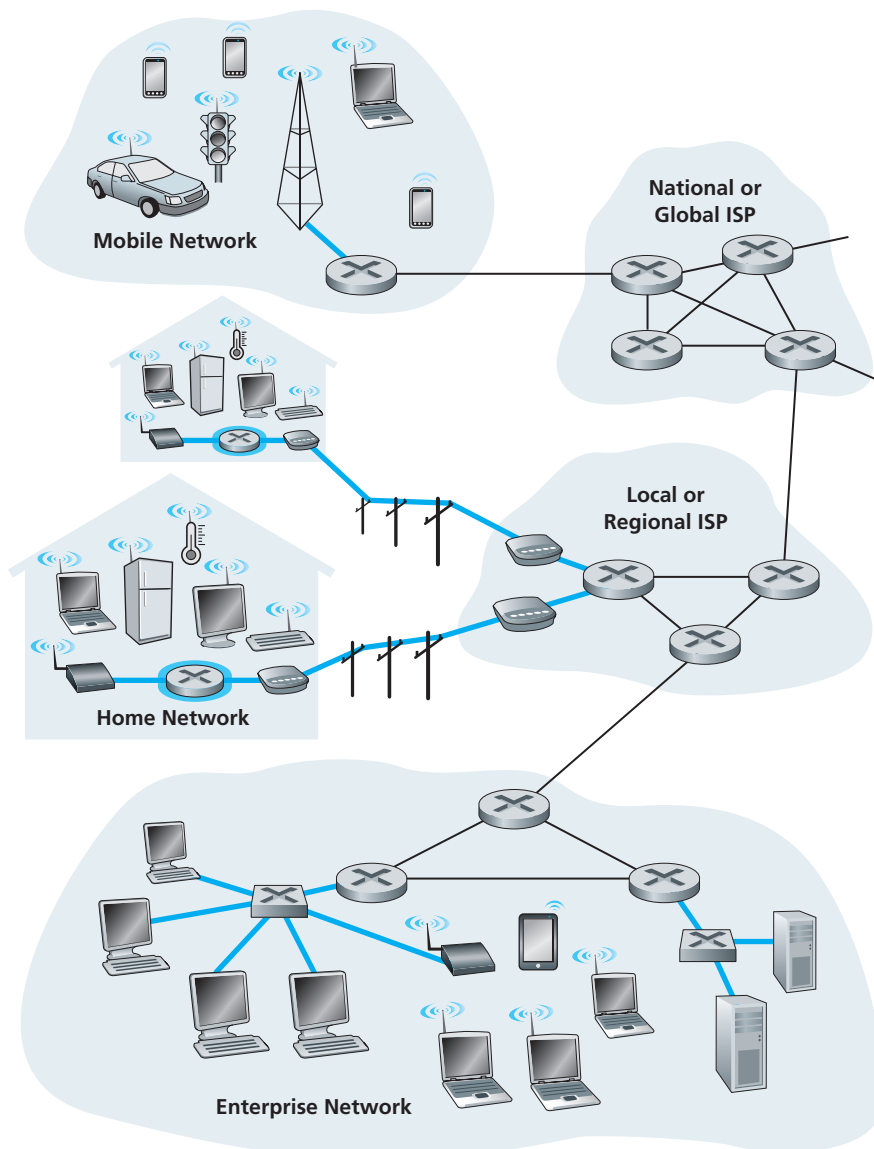 National or
Global ISP
Mobile Network
Local or
Regional ISP
Home Network
Enterprise Network